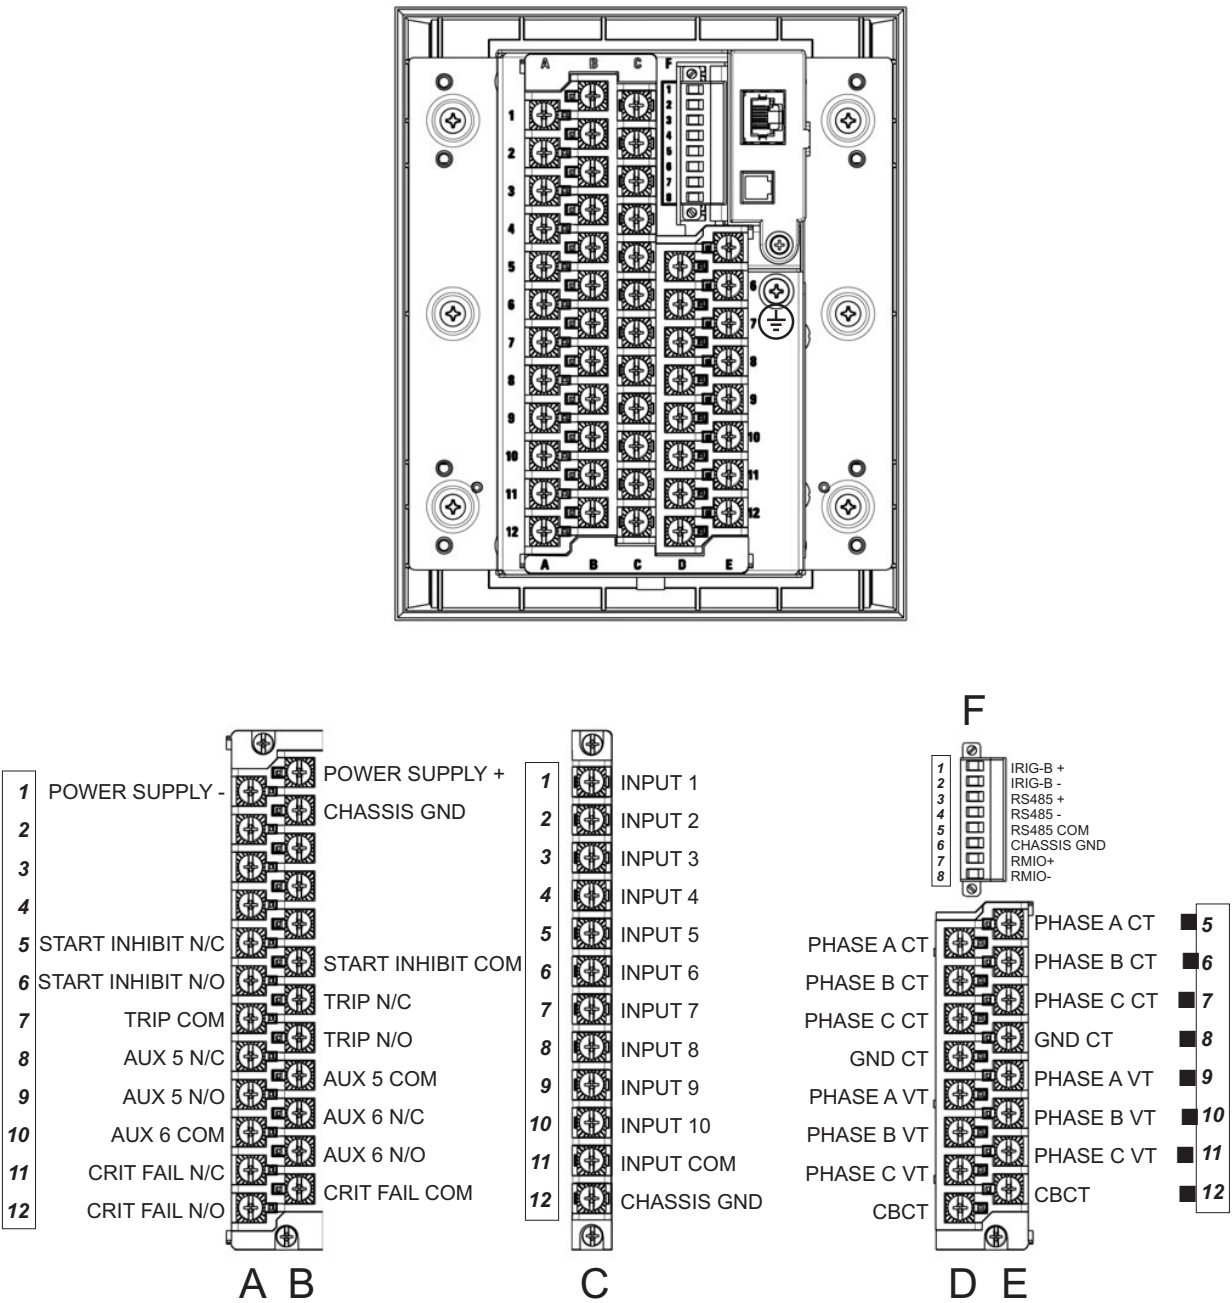 A B C F
1
2
3
4
5
6
7
8
1
2
3
4
5
6
7
8
9
10
11
12
6
7
8
9
10
11
12
A B C D E
1 POWER SUPPLY -
2
3
4
5 START INHIBIT N/C
6 START INHIBIT N/O
7 TRIP COM
8 AUX 5 N/C
9 AUX 5 N/O
10 AUX 6 COM
11 CRIT FAIL N/C
12 CRIT FAIL N/O
POWER SUPPLY +
CHASSIS GND
START INHIBIT COM
TRIP N/C
TRIP N/O
AUX 5 COM
AUX 6 N/C
AUX 6 N/O
CRIT FAIL COM
A B
1 INPUT 1
2 INPUT 2
3 INPUT 3
4 INPUT 4
5 INPUT 5
6 INPUT 6
7 INPUT 7
8 INPUT 8
9 INPUT 9
10 INPUT 10
11 INPUT COM
12 CHASSIS GND
C
F
1 IRIG-B +
2 IRIG-B -
3 RS485 +
4 RS485 -
5 RS485 COM
6 CHASSIS GND
7 RMIO+
8 RMIO-
PHASE A CT
PHASE B CT
PHASE C CT
GND CT
PHASE A VT
PHASE B VT
PHASE C VT
CBCT
PHASE A CT 5
PHASE B CT 6
PHASE C CT 7
GND CT 8
PHASE A VT 9
PHASE B VT 10
PHASE C VT 11
CBCT 12
D E